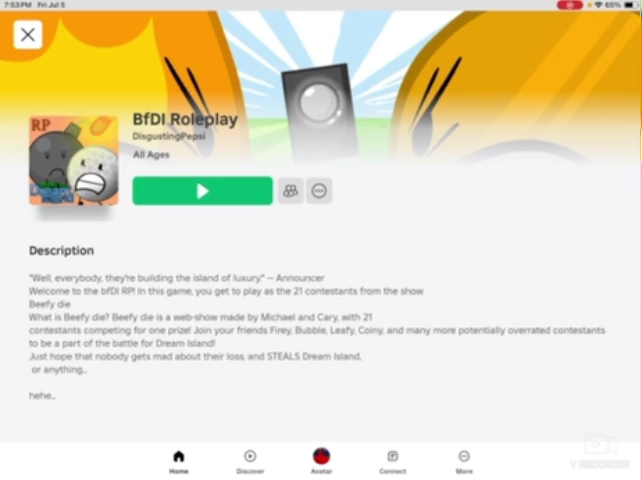 7:53 PM Fri Jul 5
65%
BfDI Roleplay
DisgustingPepsi
All Ages
RP
Description
"Well, everybody, they're building the island of luxury." — Announcer
Welcome to the bfDI RP! In this game, you get to play as the 21 contestants from the show
Beefy die
What is Beefy die? Beefy die is a web-show made by Michael and Cary, with 21
contestants competing for one prize! Join your friends Firey, Bubble, Leafy, Coiny, and many more potentially overrated contestants
to be a part of the battle for Dream Island!
Just hope that nobody gets mad about their loss, and STEALS Dream Island,
or anything..
hehe..
Home
Discover
Avatar
Connect
More
V RECORDER